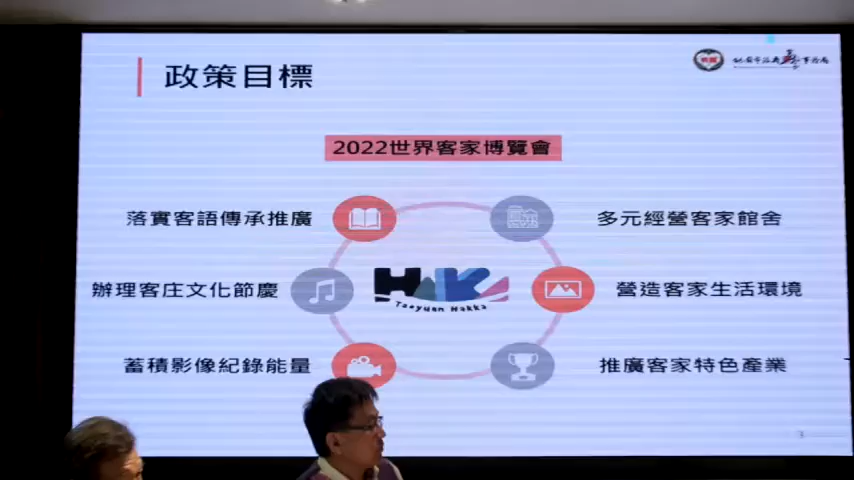 政策目標
2022世界客家博覽會
落實客語傳承推廣
多元經營客家館舍
辦理客庄文化節慶
營造客家生活環境
Taoyuan Hakka
蓄積影像紀錄能量
推廣客家特色產業
3